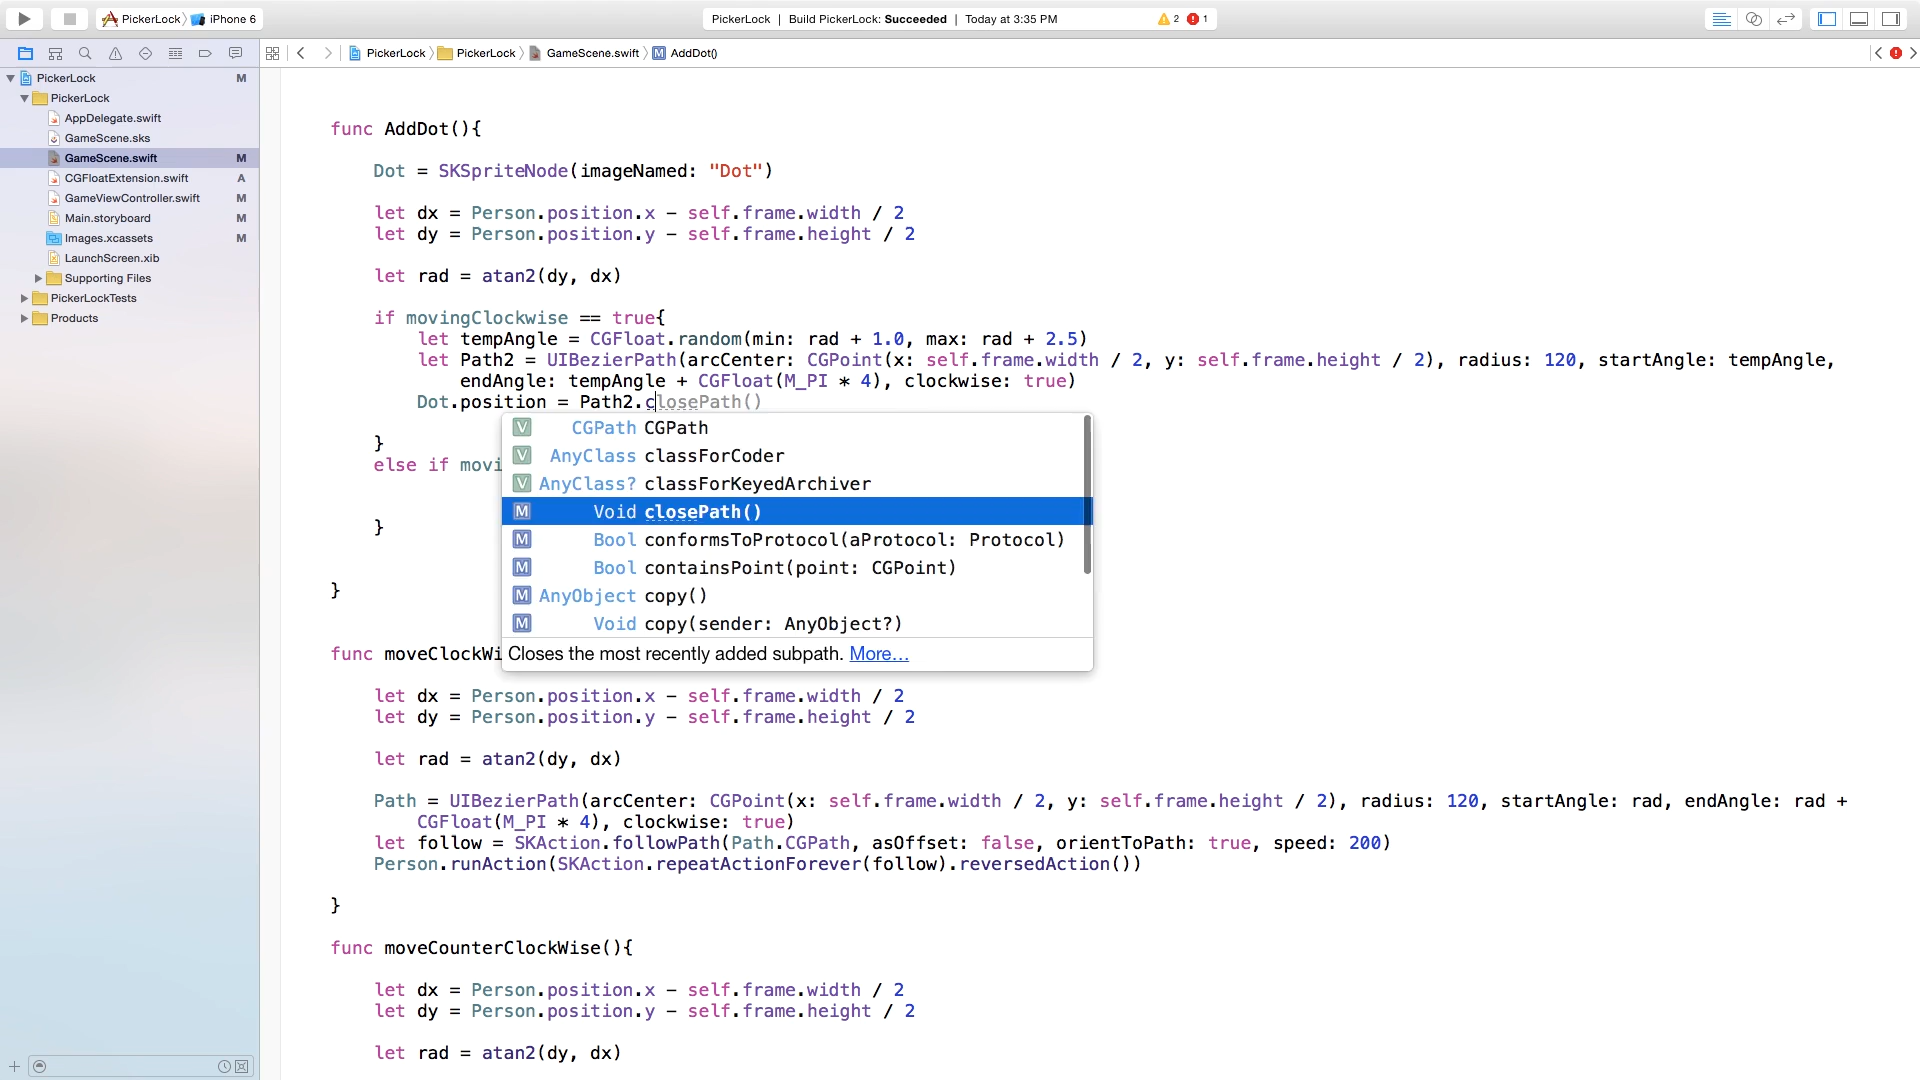 PickerLock
iPhone 6
PickerLock | Build PickerLock: Succeeded | Today at 3:35 PM
2
1
PickerLock
PickerLock
GameScene.swift
M AddDot()
PickerLock M
PickerLock
AppDelegate.swift
GameScene.sks
GameScene.swift M
CGFloatExtension.swift A
GameViewController.swift M
Main.storyboard M
Images.xcassets M
LaunchScreen.xib
Supporting Files
PickerLockTests
Products
func AddDot(){
Dot = SKSpriteNode(imageNamed: "Dot")
let dx = Person.position.x - self.frame.width / 2
let dy = Person.position.y - self.frame.height / 2
let rad = atan2(dy, dx)
if movingClockwise == true{
let tempAngle = CGFloat.random(min: rad + 1.0, max: rad + 2.5)
let Path2 = UIBezierPath(arcCenter: CGPoint(x: self.frame.width / 2, y: self.frame.height / 2), radius: 120, startAngle: tempAngle,
endAngle: tempAngle + CGFloat(M_PI * 4), clockwise: true)
Dot.position = Path2.closePath()
V CGPath CGPath
}
V AnyClass classForCoder
else if movi
V AnyClass? classForKeyedArchiver
M Void closePath()
}
M Bool conformsToProtocol(aProtocol: Protocol)
M Bool containsPoint(point: CGPoint)
}
M AnyObject copy()
M Void copy(sender: AnyObject?)
func moveClockWi
Closes the most recently added subpath. More...
let dx = Person.position.x - self.frame.width / 2
let dy = Person.position.y - self.frame.height / 2
let rad = atan2(dy, dx)
Path = UIBezierPath(arcCenter: CGPoint(x: self.frame.width / 2, y: self.frame.height / 2), radius: 120, startAngle: rad, endAngle: rad +
CGFloat(M_PI * 4), clockwise: true)
let follow = SKAction.followPath(Path.CGPath, asOffset: false, orientToPath: true, speed: 200)
Person.runAction(SKAction.repeatActionForever(follow).reversedAction())
}
func moveCounterClockWise(){
let dx = Person.position.x - self.frame.width / 2
let dy = Person.position.y - self.frame.height / 2
let rad = atan2(dy, dx)